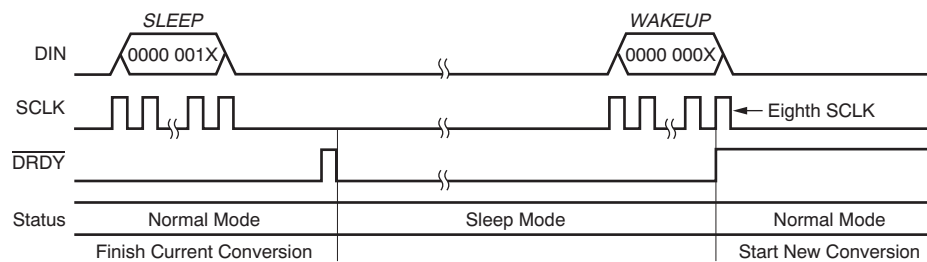 SLEEP WAKEUP
DIN 0000 001X 0000 000X
SCLK Eighth SCLK
DRDY
Status Normal Mode Sleep Mode Normal Mode
Finish Current Conversion Start New Conversion